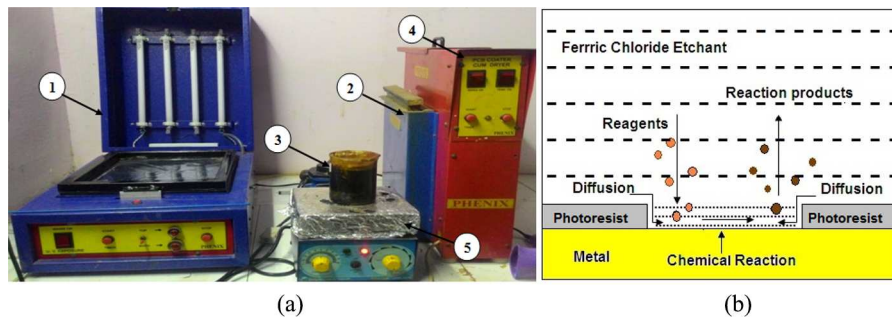 1
2
3
4
5
PCB COATER
CUM DRYER
PHENIX
PHENIX
Ferrric Chloride Etchant
Reaction products
Reagents
Diffusion
Diffusion
Photoresist
Photoresist
Metal
Chemical Reaction
(a)
(b)